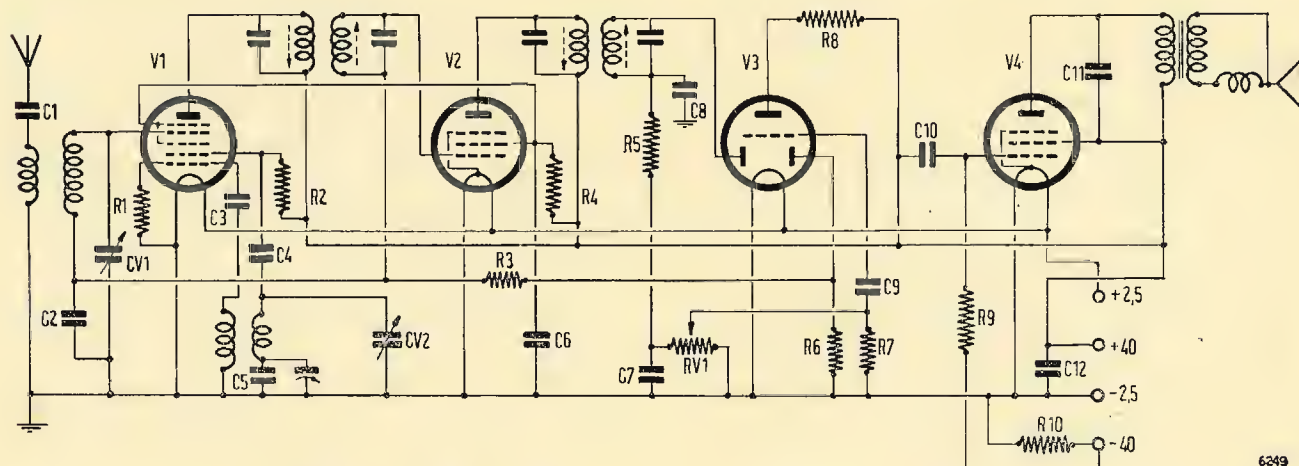 C1
V1
V2
V3
R8
V4
C11
C8
R5
C10
R1
R2
C3
R4
CV1
C4
R3
C9
R9
+2,5
C2
CV2
C6
R6
R7
+40
C5
C7
RV1
C12
-2,5
R10
-40
6249